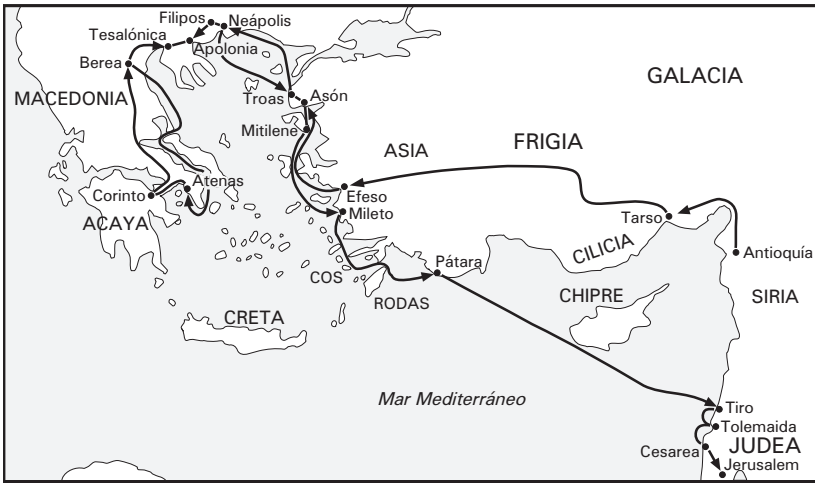 Filipos
Neápolis
Tesalónica
Apolonia
Berea
GALACIA
Troas
Asón
MACEDONIA
Mitilene
FRIGIA
ASIA
Atenas
Corinto
Efeso
Mileto
Tarso
ACAYA
CILICIA
Antioquía
Pátara
COS
RODAS
CHIPRE
SIRIA
CRETA
Mar Mediterráneo
Tiro
Tolemaida
Cesarea
JUDEA
Jerusalem